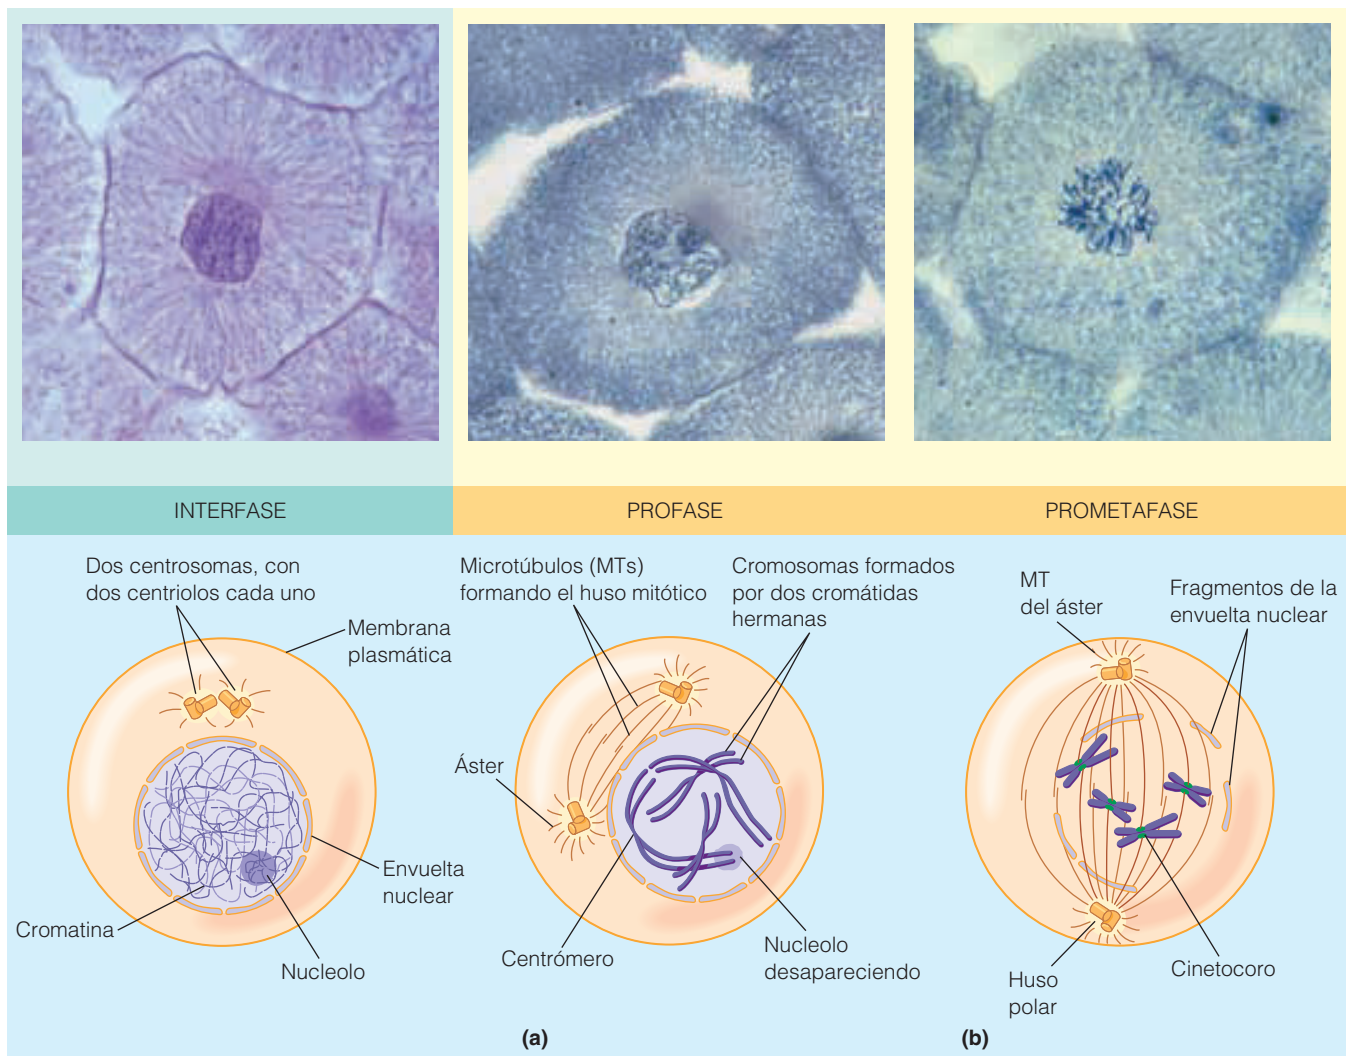 INTERFASE
PROFASE
PROMETAFASE
Dos centrosomas, con
dos centriolos cada uno
Membrana
plasmática
Envuelta
nuclear
Cromatina
Nucleolo
Microtúbulos (MTs)
formando el huso mitótico
Cromosomas formados
por dos cromátidas
hermanas
Áster
Centrómero
Nucleolo
desapareciendo
(a)
MT
del áster
Fragmentos de la
envuelta nuclear
Huso
polar
Cinetocoro
(b)